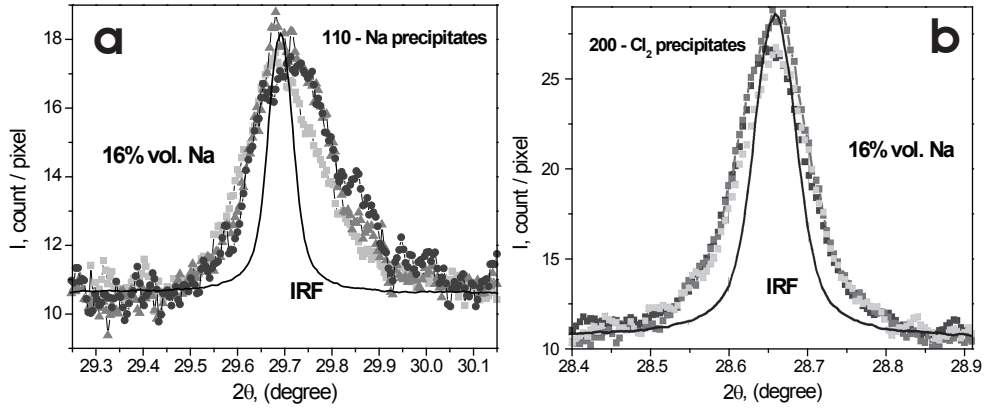 a
110 - Na precipitates
16% vol. Na
IRF
I, count / pixel
18
16
14
12
10
29.3 29.4 29.5 29.6 29.7 29.8 29.9 30.0 30.1
2θ, (degree)
b
200 - Cl₂ precipitates
16% vol. Na
IRF
I, count / pixel
25
20
15
10
28.4 28.5 28.6 28.7 28.8 28.9
2θ, (degree)